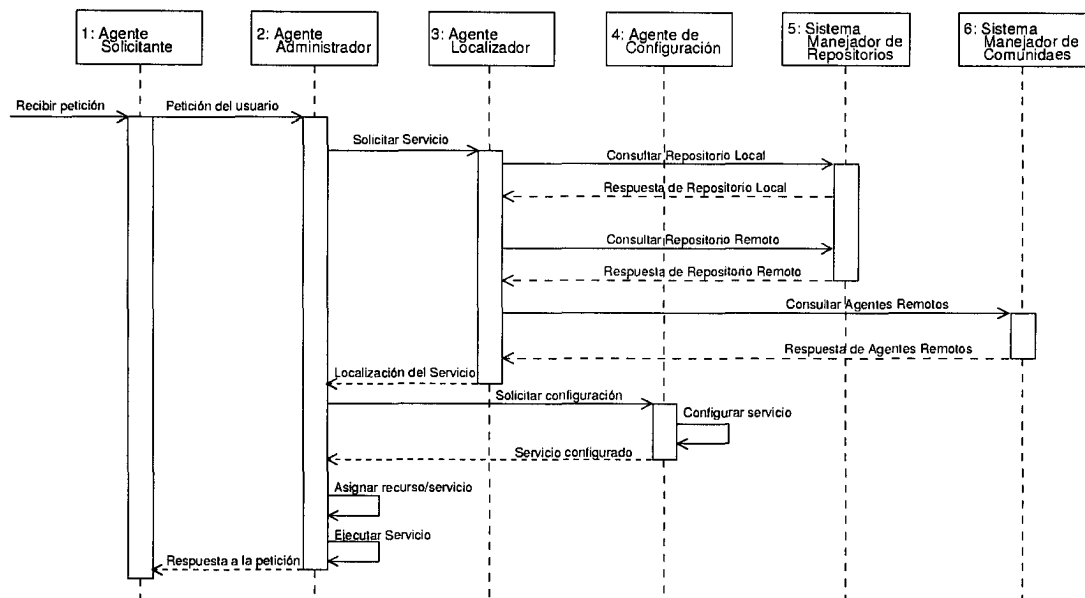 1: Agente
Solicitante
2: Agente
Administrador
3: Agente
Localizador
4: Agente de
Configuración
5: Sistema
Manejador de
Repositorios
6: Sistema
Manejador de
Comunidaes
Recibir petición
Petición del usuario
Solicitar Servicio
Consultar Repositorio Local
Respuesta de Repositorio Local
Consultar Repositorio Remoto
Respuesta de Repositorio Remoto
Consultar Agentes Remotos
Respuesta de Agentes Remotos
Localización del Servicio
Solicitar configuración
Configurar servicio
Servicio configurado
Asignar recurso/servicio
Ejecutar Servicio
Respuesta a la petición